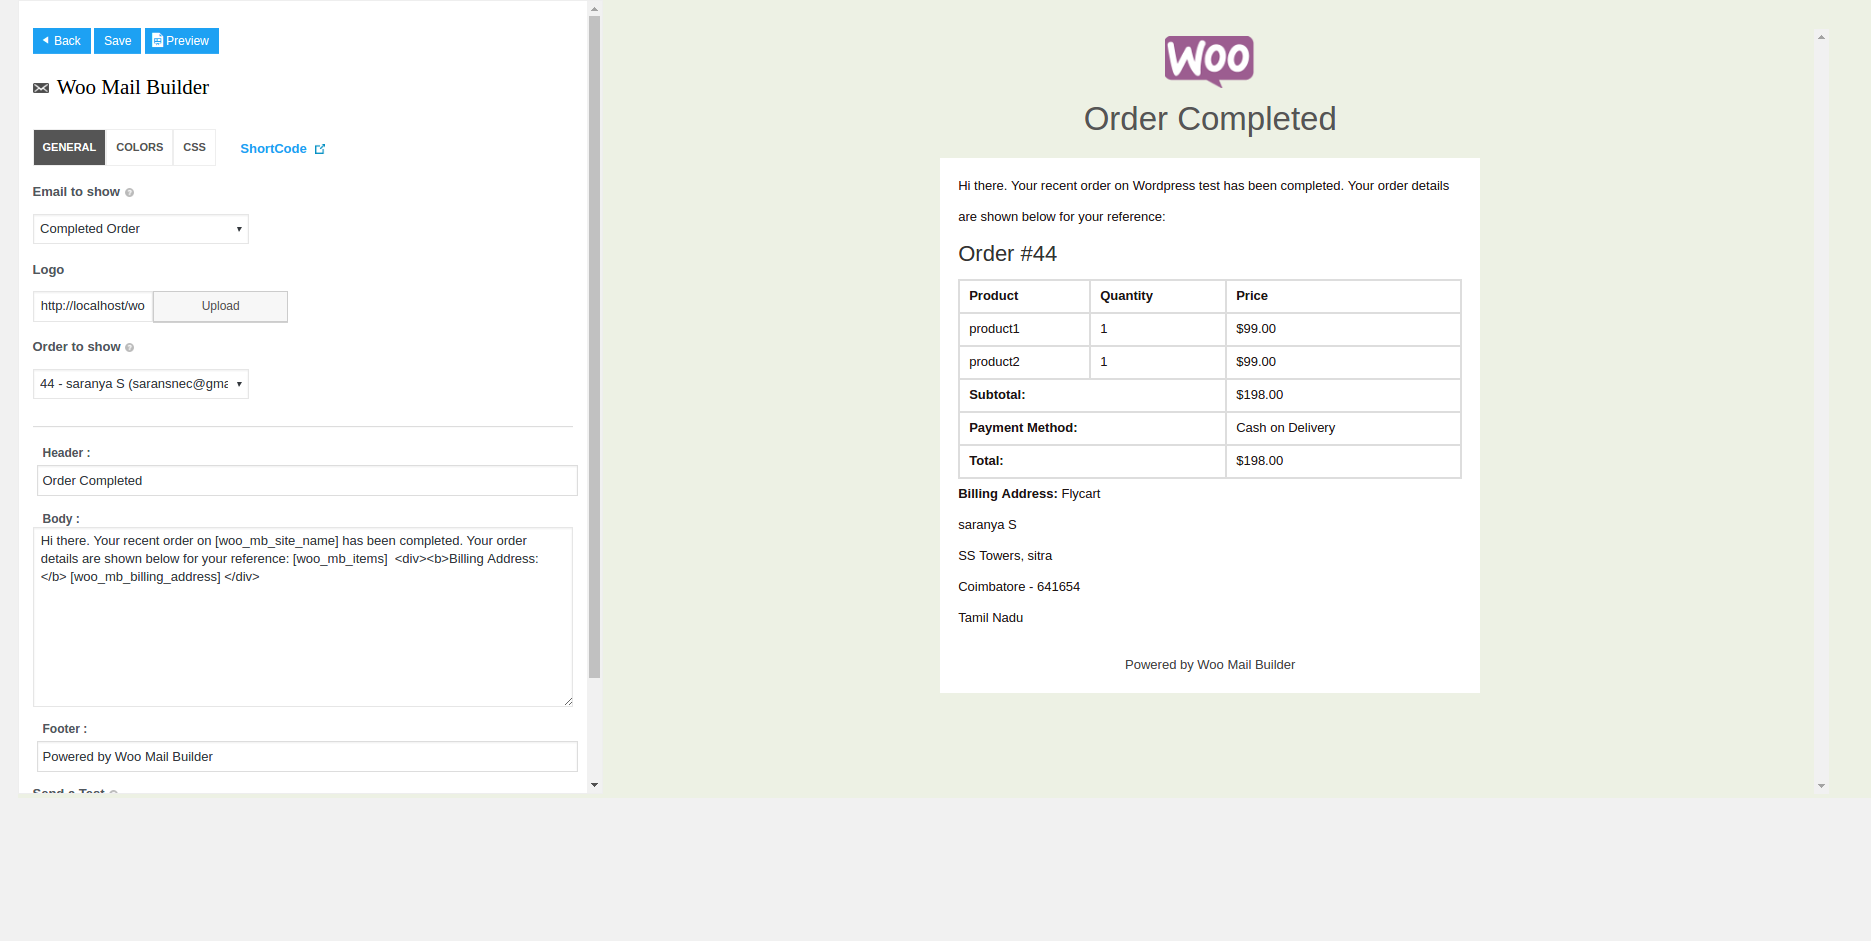 Back Save Preview
Woo Mail Builder
GENERAL COLORS CSS ShortCode
Email to show
Completed Order
Logo
http://localhost/wo Upload
Order to show
44 - saranya S (saransnec@gma
Header :
Order Completed
Body :
Hi there. Your recent order on [woo_mb_site_name] has been completed. Your order
details are shown below for your reference: [woo_mb_items]  <div><b>Billing Address:
</b> [woo_mb_billing_address] </div>
Footer :
Powered by Woo Mail Builder
Send a Test
Woo
Order Completed
Hi there. Your recent order on Wordpress test has been completed. Your order details
are shown below for your reference:
Order #44
Product Quantity Price
product1 1 $99.00
product2 1 $99.00
Subtotal: $198.00
Payment Method: Cash on Delivery
Total: $198.00
Billing Address: Flycart
saranya S
SS Towers, sitra
Coimbatore - 641654
Tamil Nadu
Powered by Woo Mail Builder